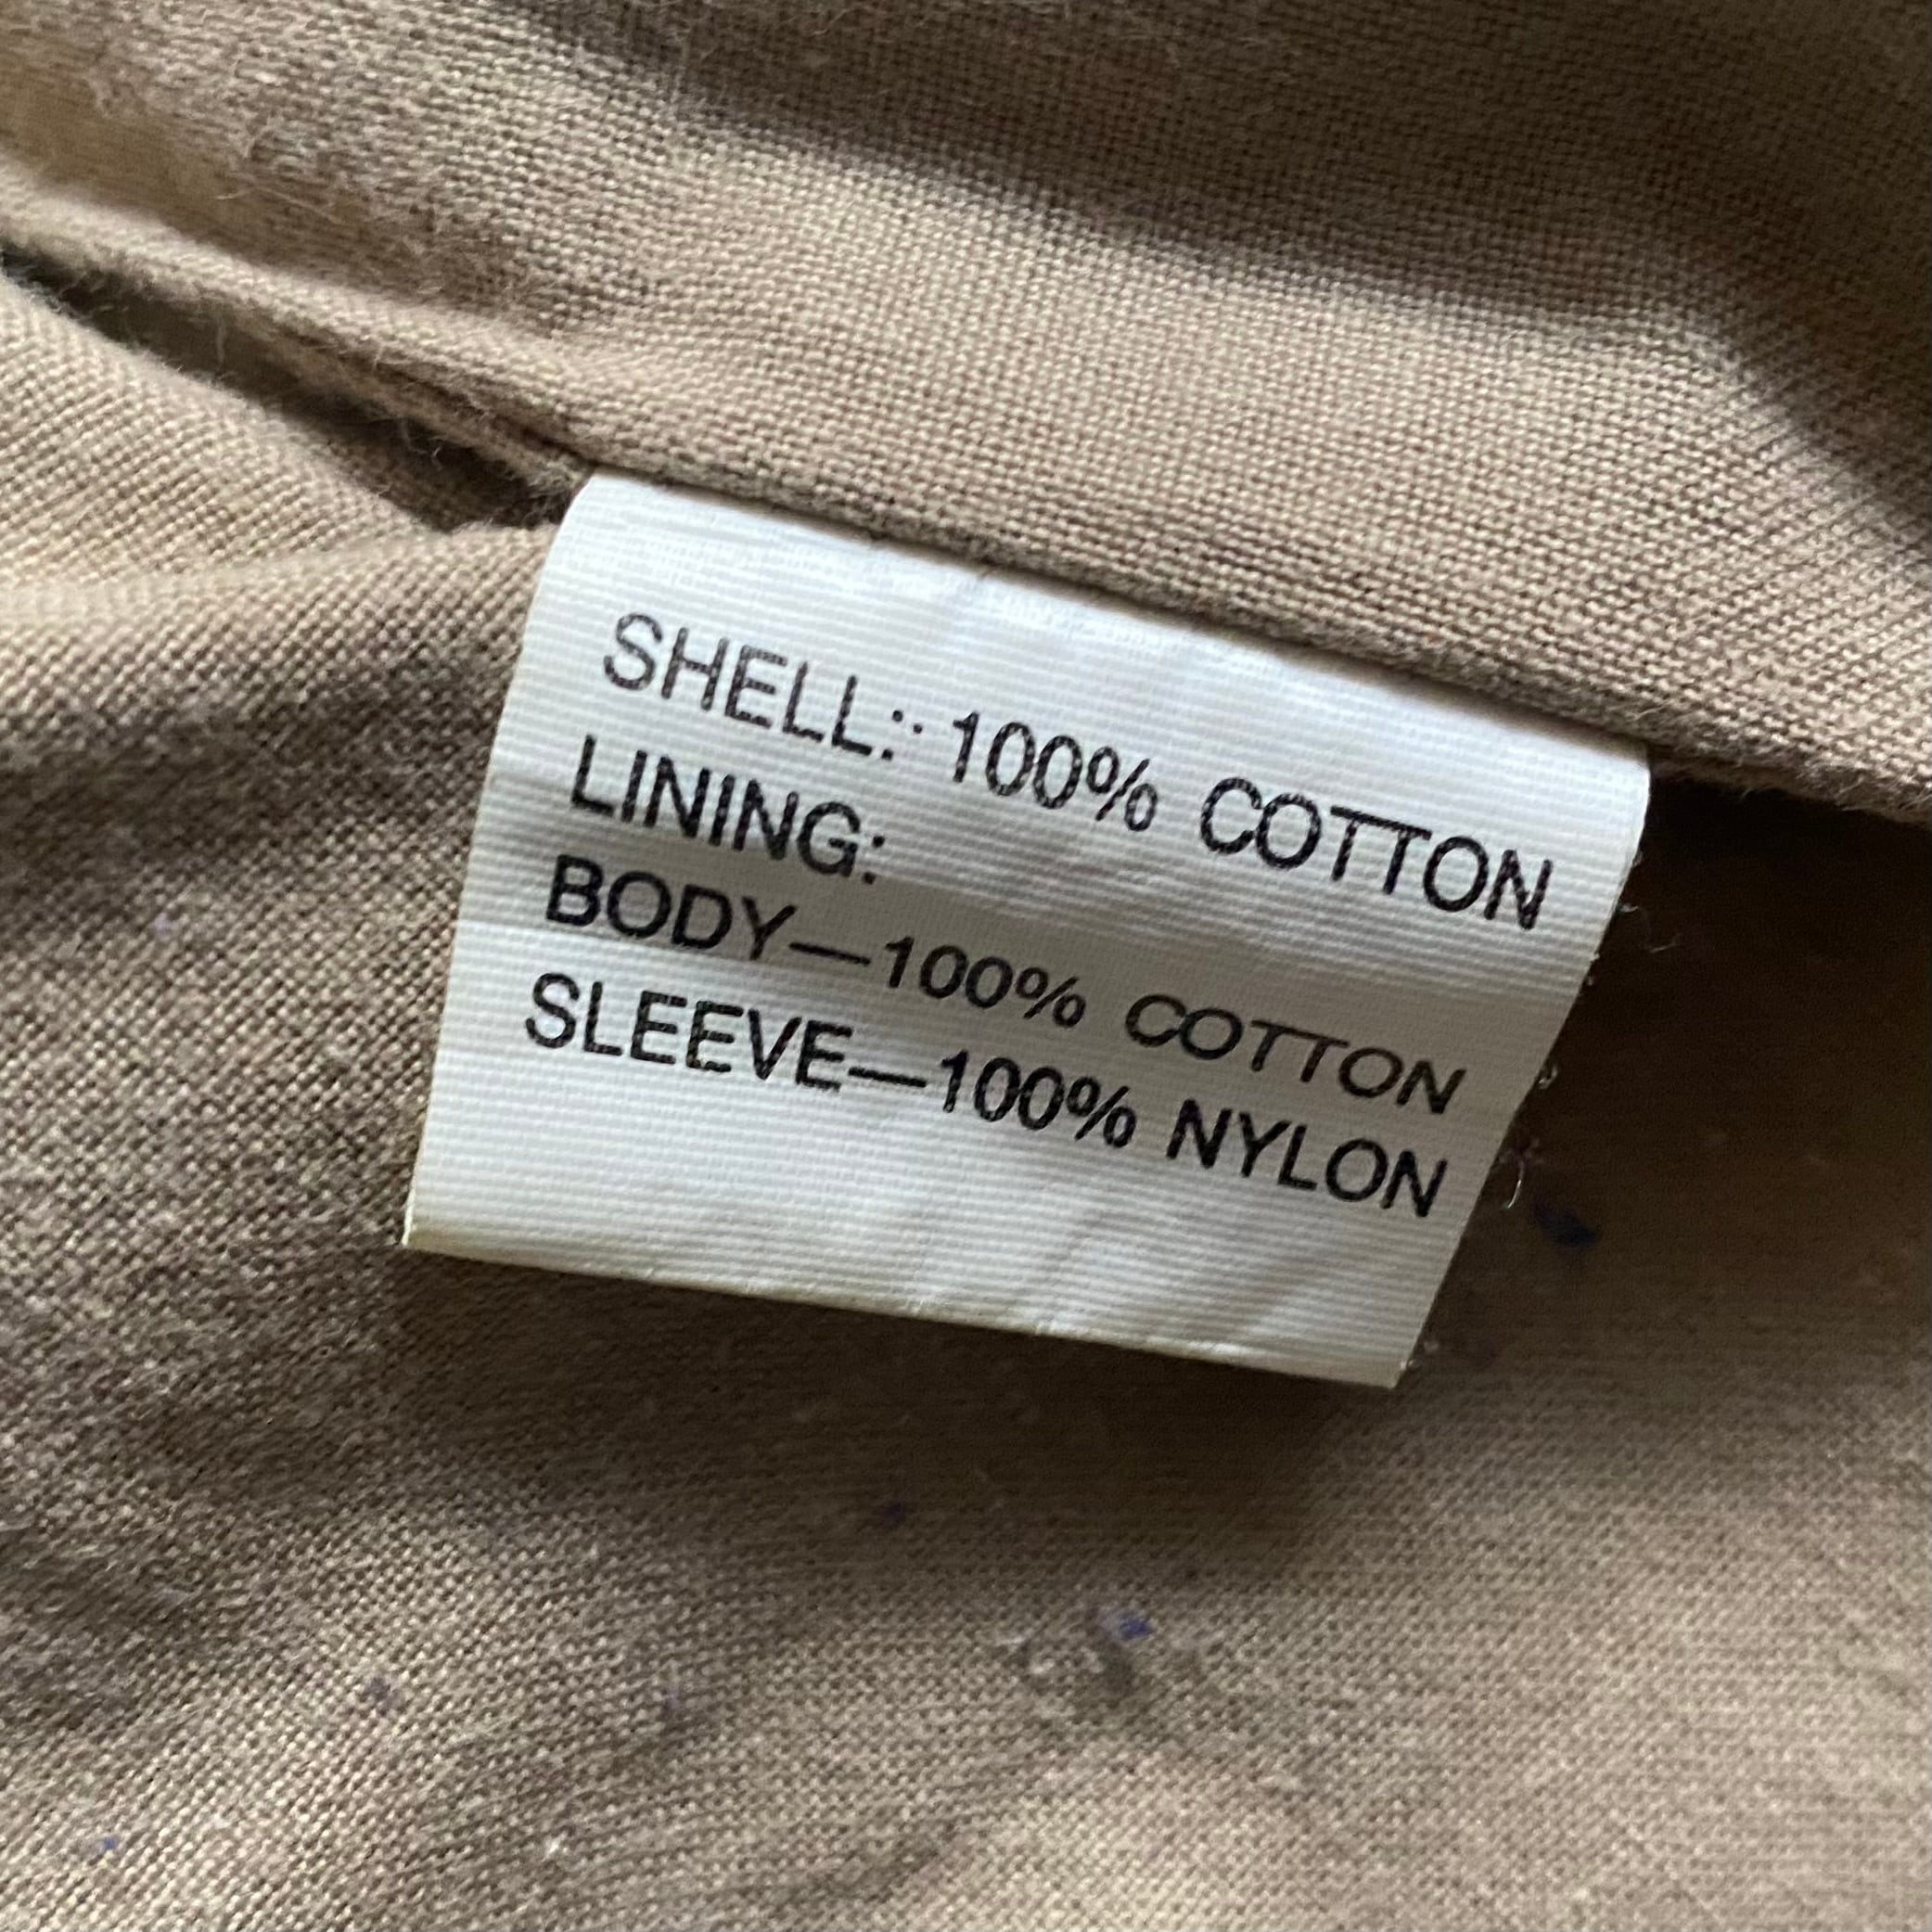 SHELL: 100% COTTON
LINING:
BODY—100% COTTON
SLEEVE—100% NYLON